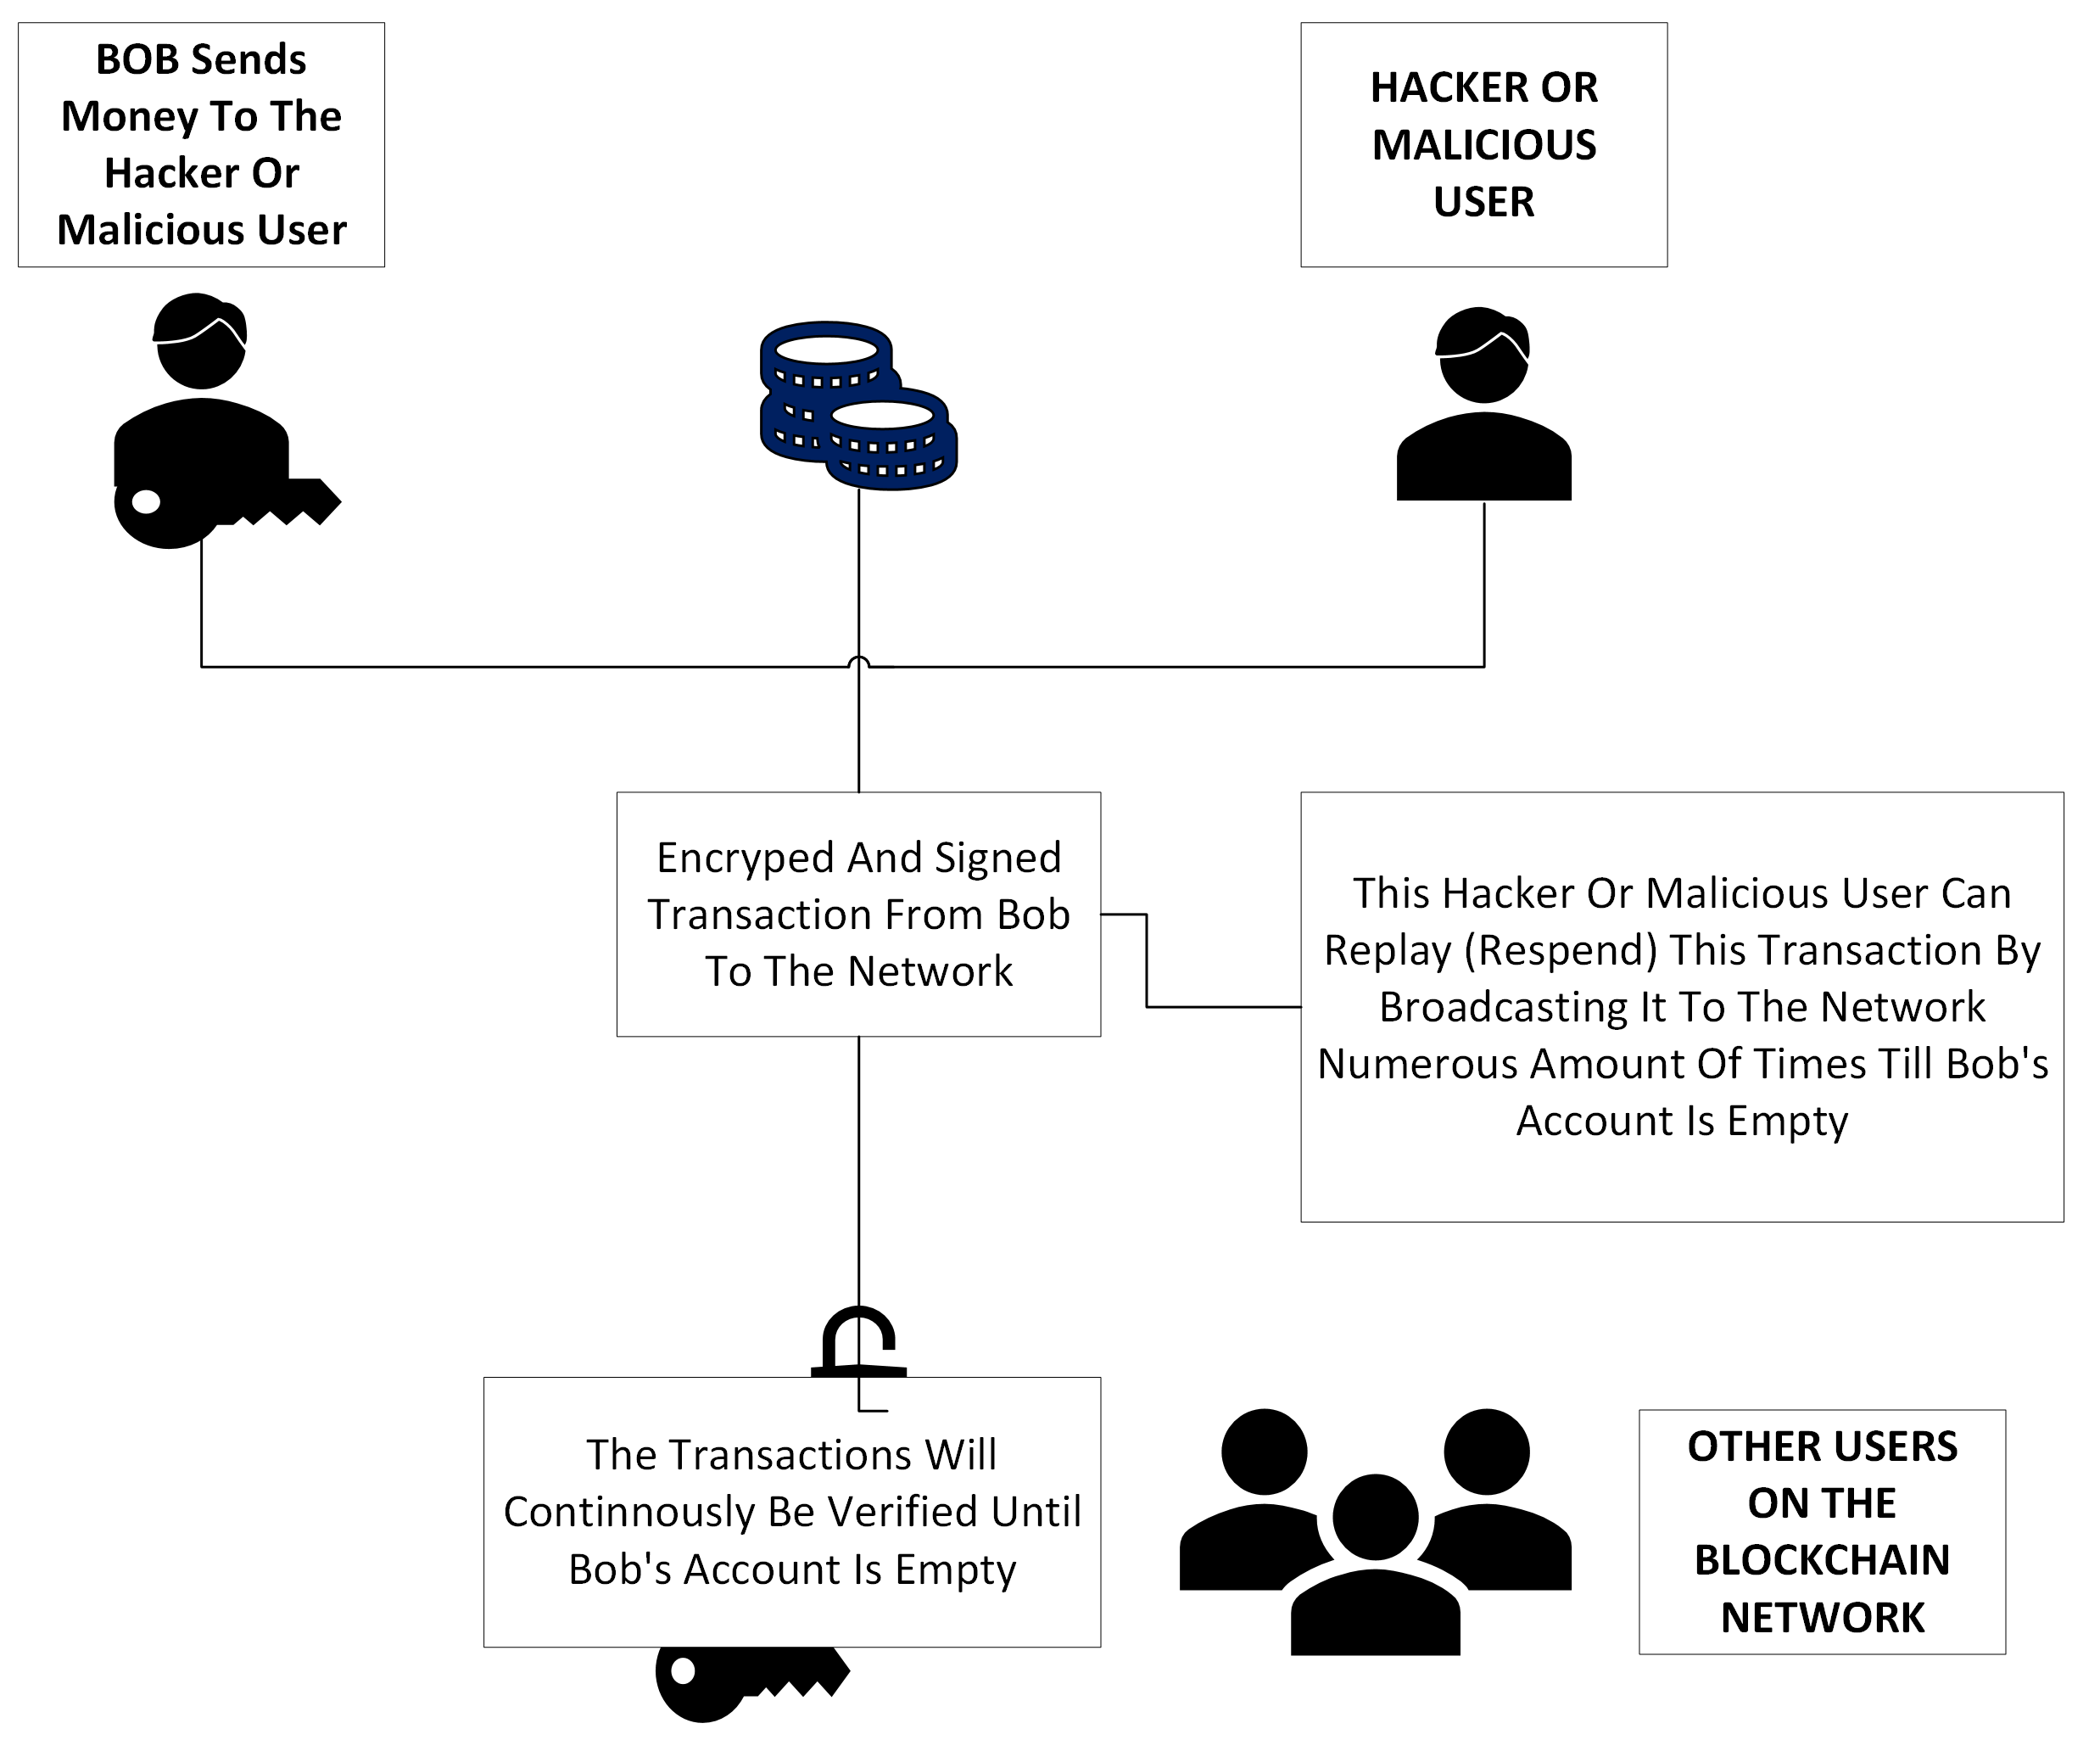 BOB Sends
Money To The
Hacker Or
Malicious User
HACKER OR
MALICIOUS
USER
Encryped And Signed
Transaction From Bob
To The Network
This Hacker Or Malicious User Can
Replay (Respend) This Transaction By
Broadcasting It To The Network
Numerous Amount Of Times Till Bob's
Account Is Empty
The Transactions Will
Continnously Be Verified Until
Bob's Account Is Empty
OTHER USERS
ON THE
BLOCKCHAIN
NETWORK